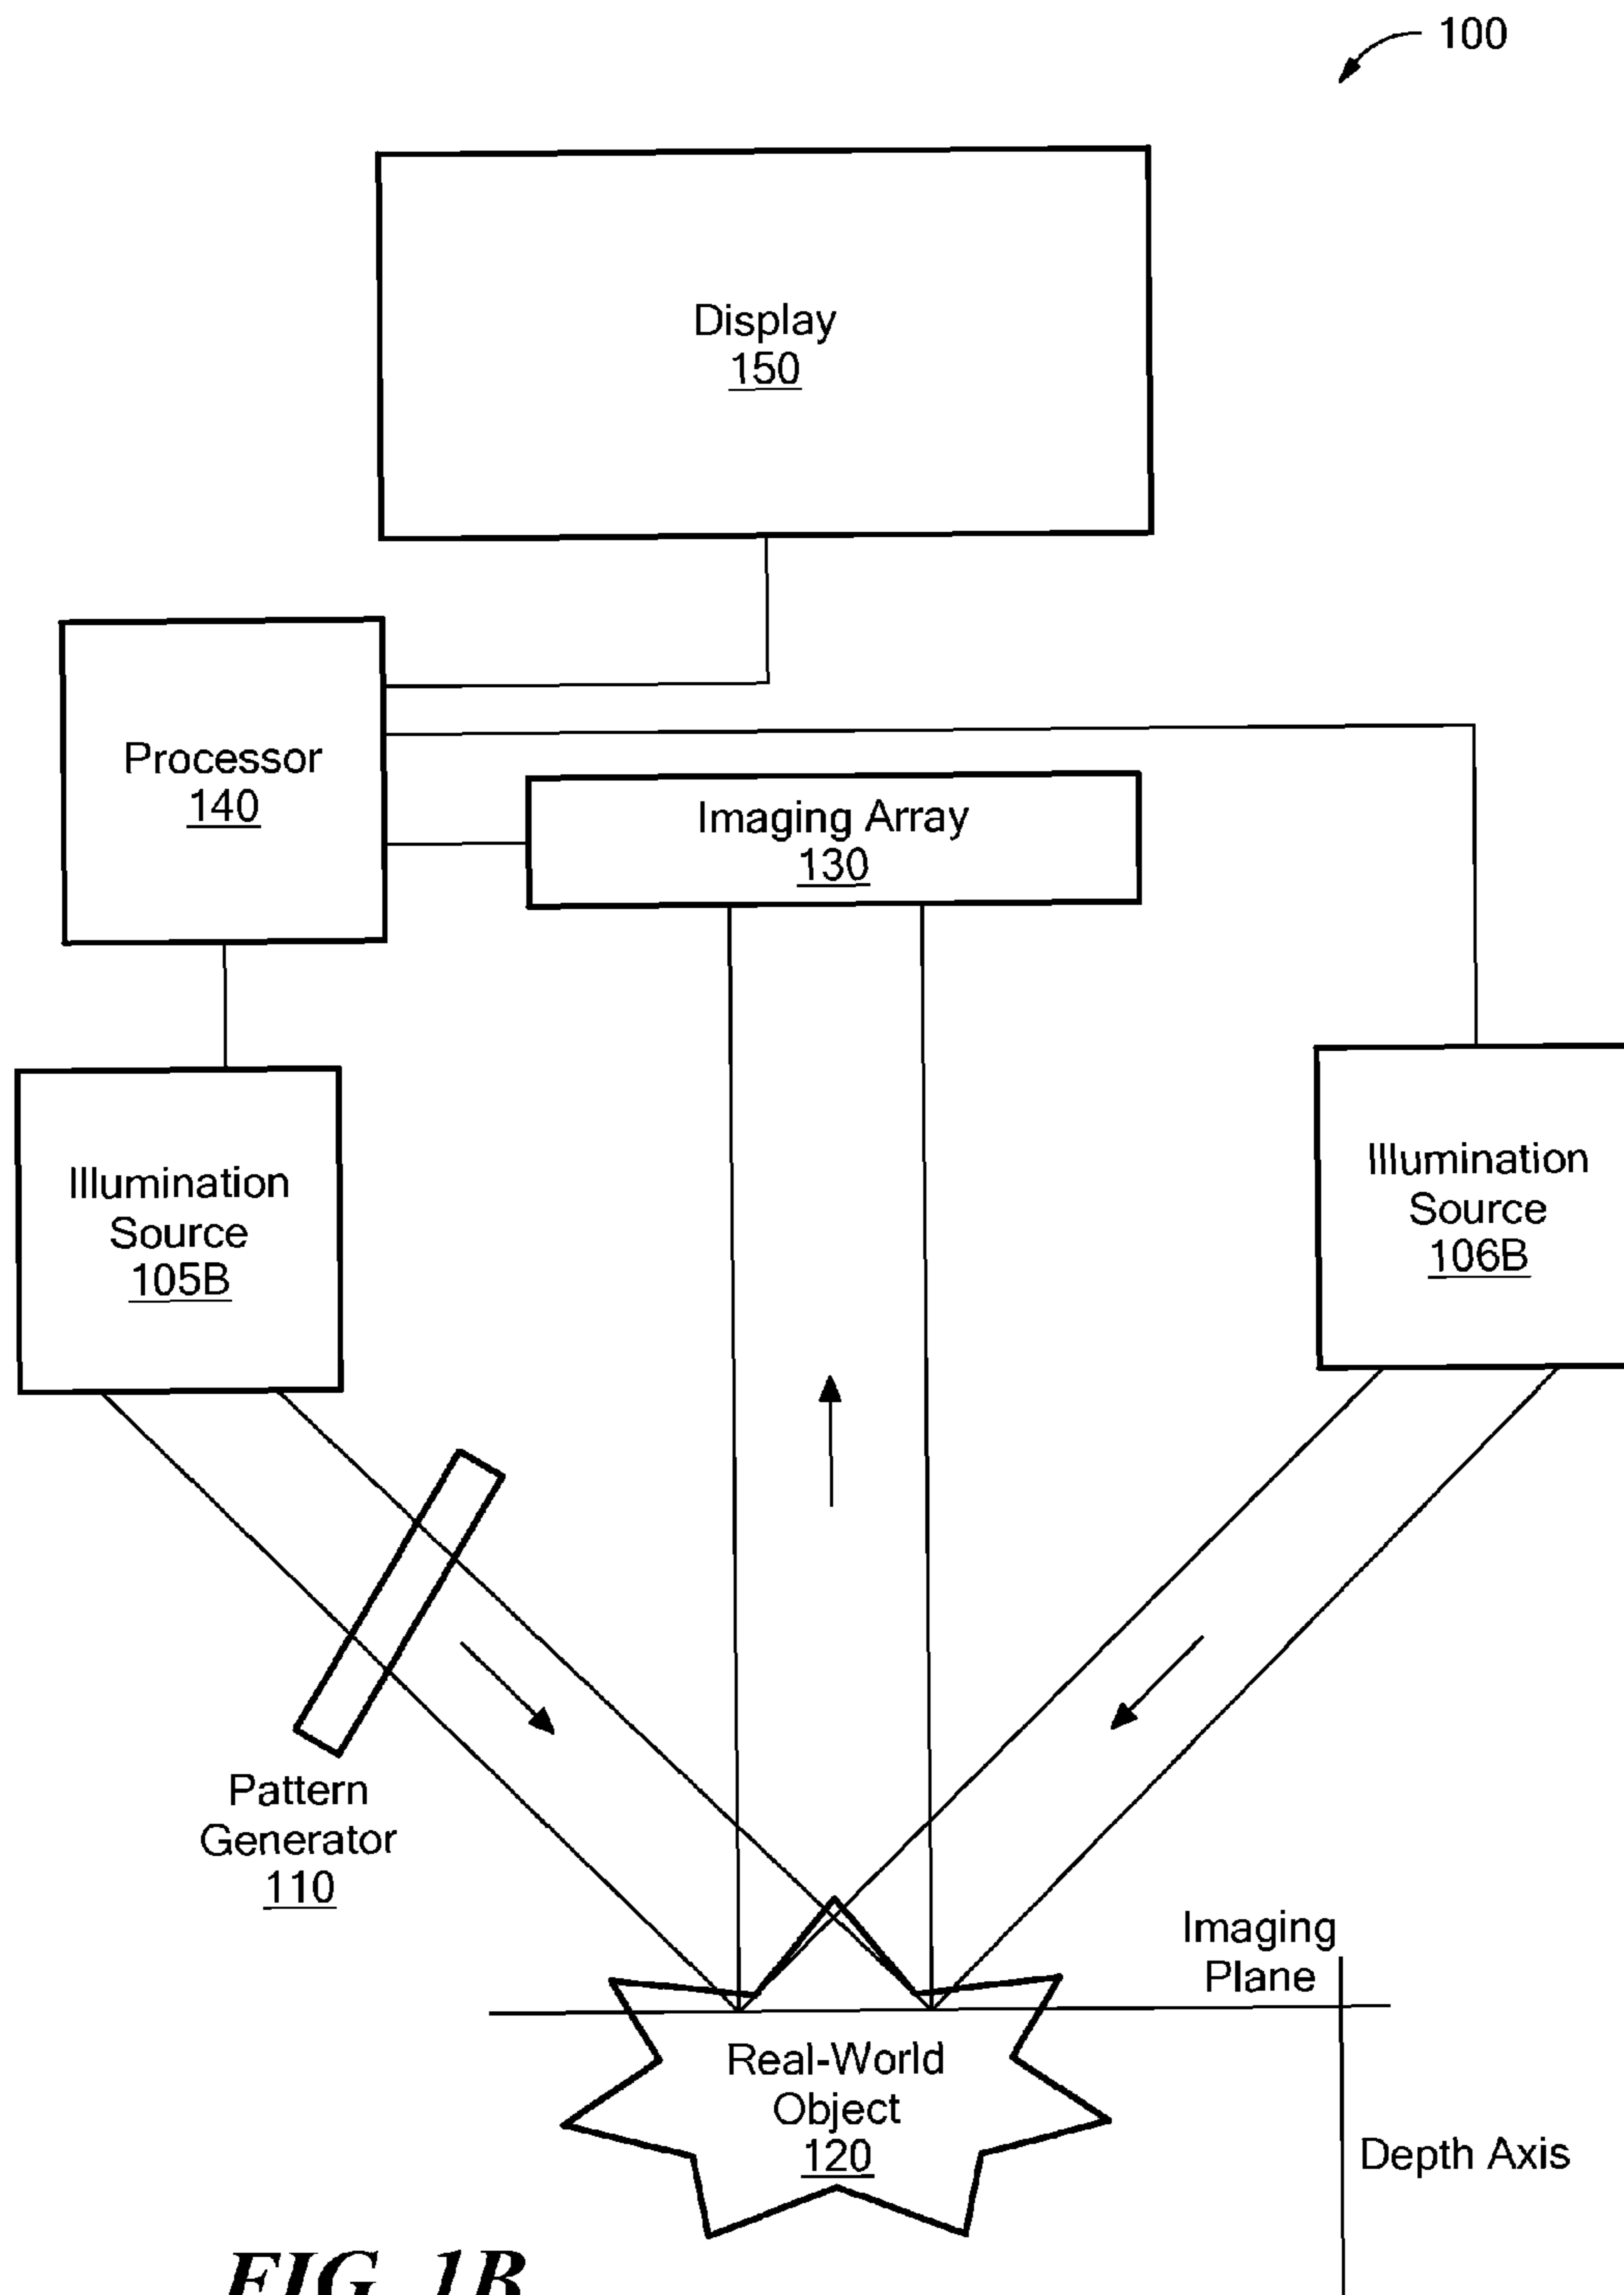 100
Display
150
Processor
140
Imaging Array
130
Illumination
Source
105B
Illumination
Source
106B
Pattern
Generator
110
Imaging
Plane
Real-World
Object
120
Depth Axis
FIG. 1B